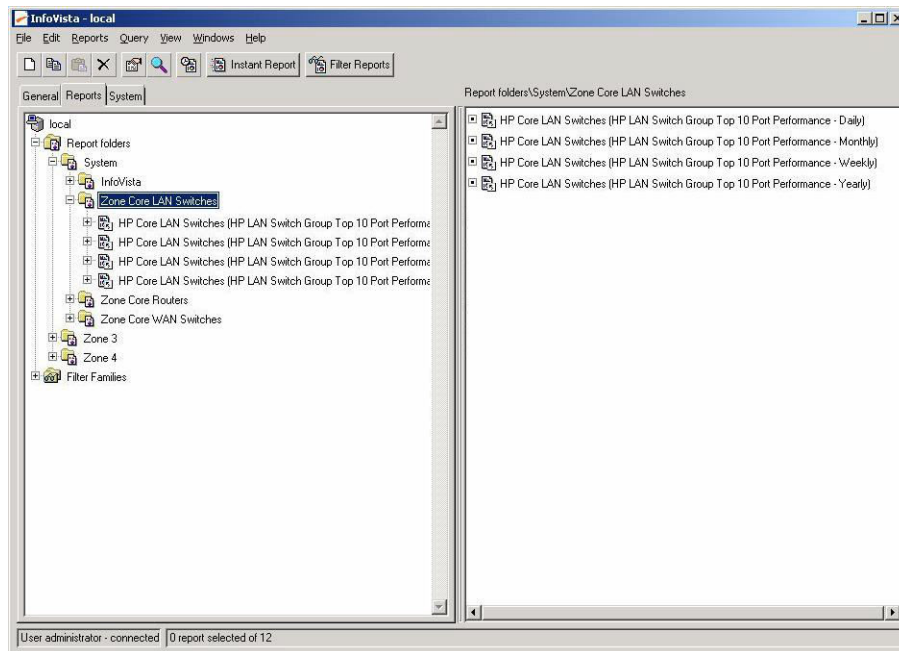 InfoVista - local
File Edit Reports Query View Windows Help
Instant Report Filter Reports
General Reports System
local
Report folders
System
InfoVista
Zone Core LAN Switches
HP Core LAN Switches (HP LAN Switch Group Top 10 Port Performa
HP Core LAN Switches (HP LAN Switch Group Top 10 Port Performa
HP Core LAN Switches (HP LAN Switch Group Top 10 Port Performa
HP Core LAN Switches (HP LAN Switch Group Top 10 Port Performa
Zone Core Routers
Zone Core WAN Switches
Zone 3
Zone 4
Filter Families
Report folders\System\Zone Core LAN Switches
HP Core LAN Switches (HP LAN Switch Group Top 10 Port Performance - Daily)
HP Core LAN Switches (HP LAN Switch Group Top 10 Port Performance - Monthly)
HP Core LAN Switches (HP LAN Switch Group Top 10 Port Performance - Weekly)
HP Core LAN Switches (HP LAN Switch Group Top 10 Port Performance - Yearly)
User administrator - connected 0 report selected of 12